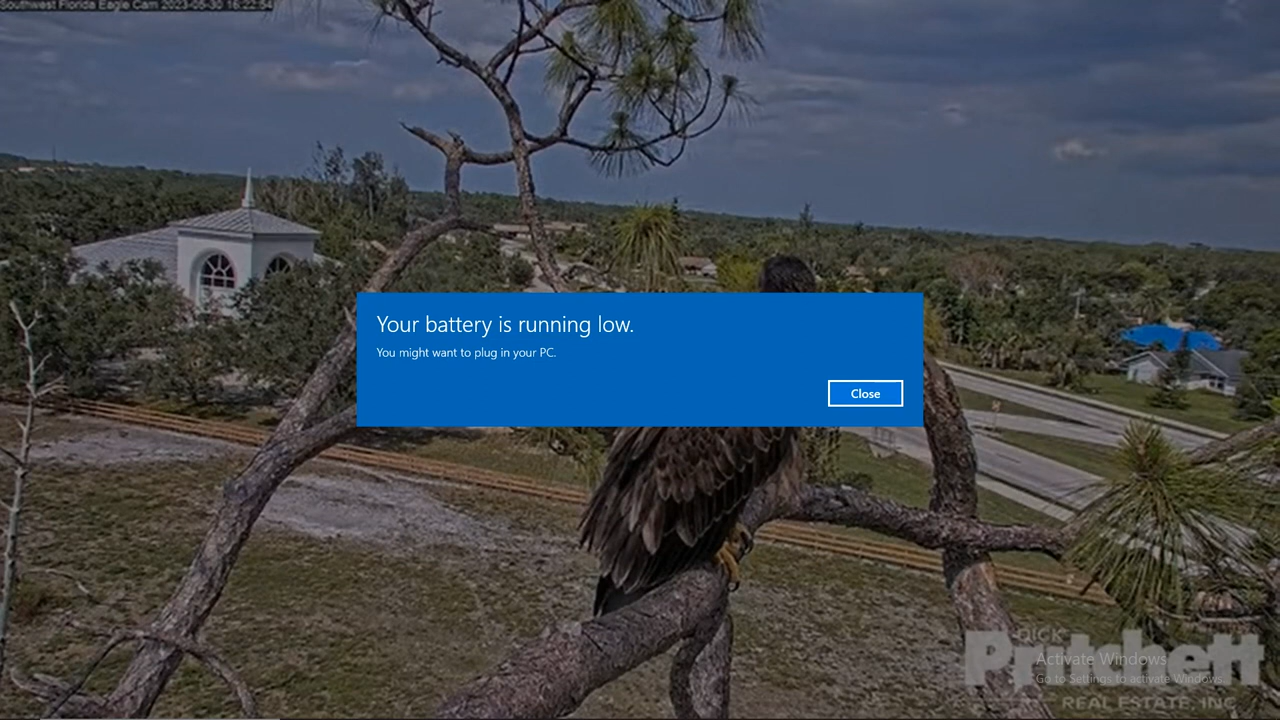 Southwest Florida Eagle Cam 2023-05-30 16:22:54
Your battery is running low.
You might want to plug in your PC.
Close
DICK
Pritchett
REAL ESTATE, INC
Activate Windows
Go to Settings to activate Windows.